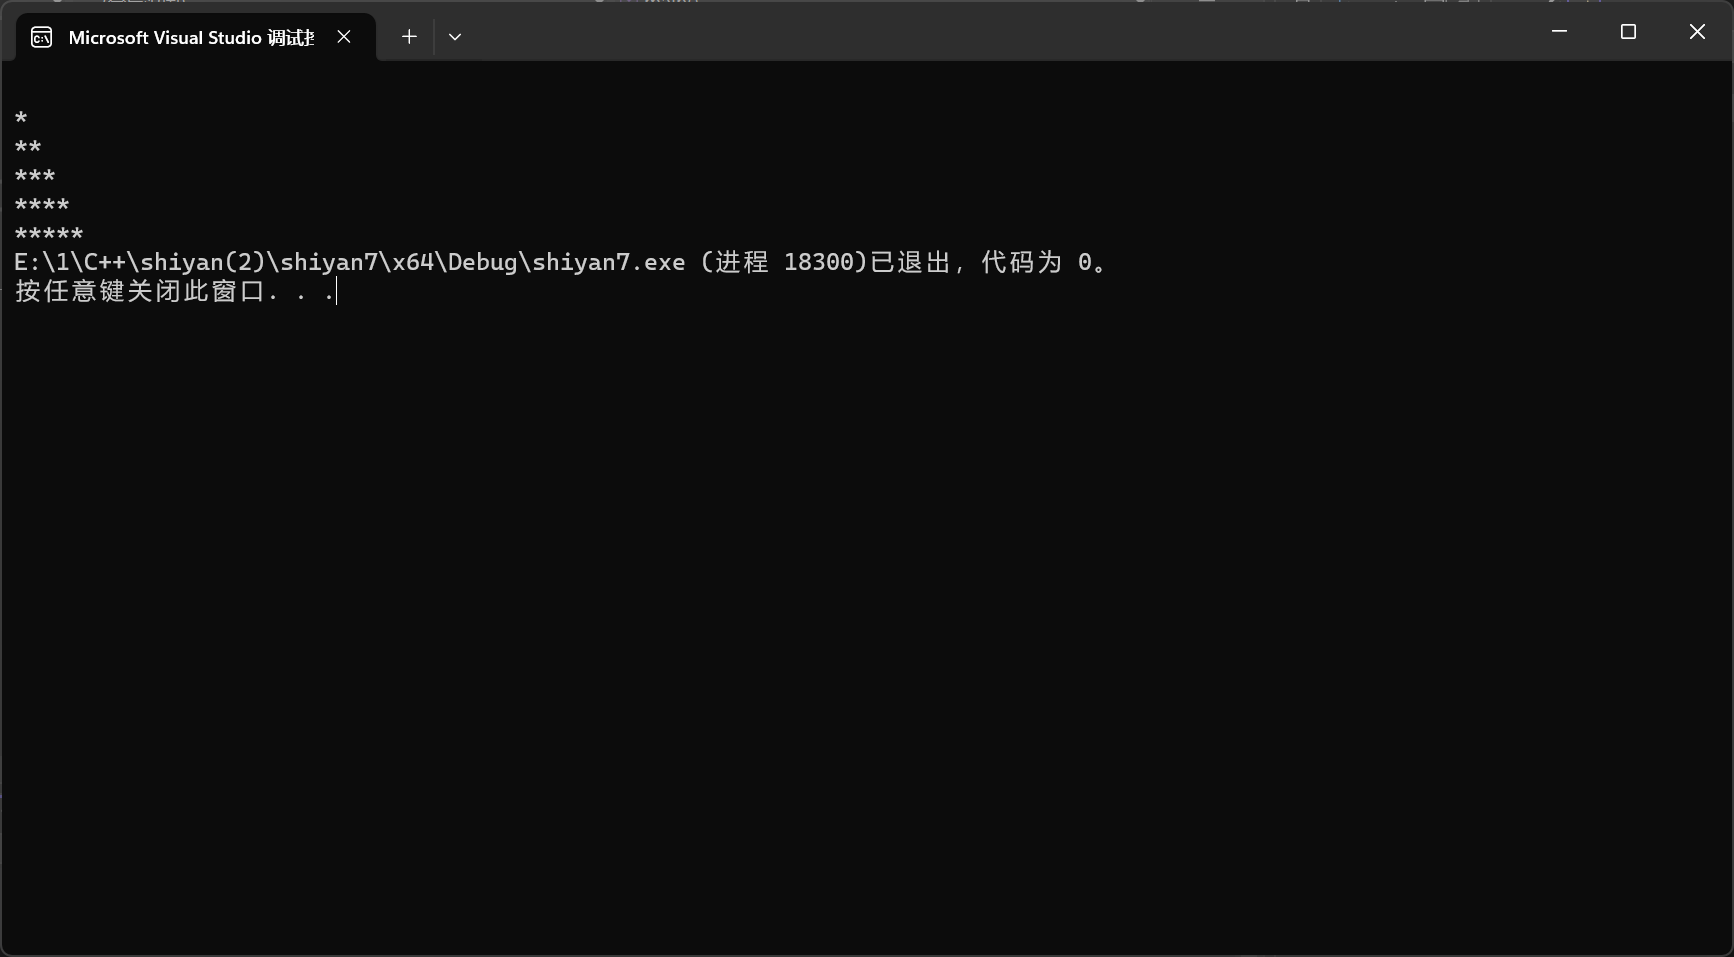 Microsoft Visual Studio 调试
*
**
***
****
*****
E:\1\C++\shiyan(2)\shiyan7\x64\Debug\shiyan7.exe (进程 18300)已退出，代码为 0。
按任意键关闭此窗口. . .